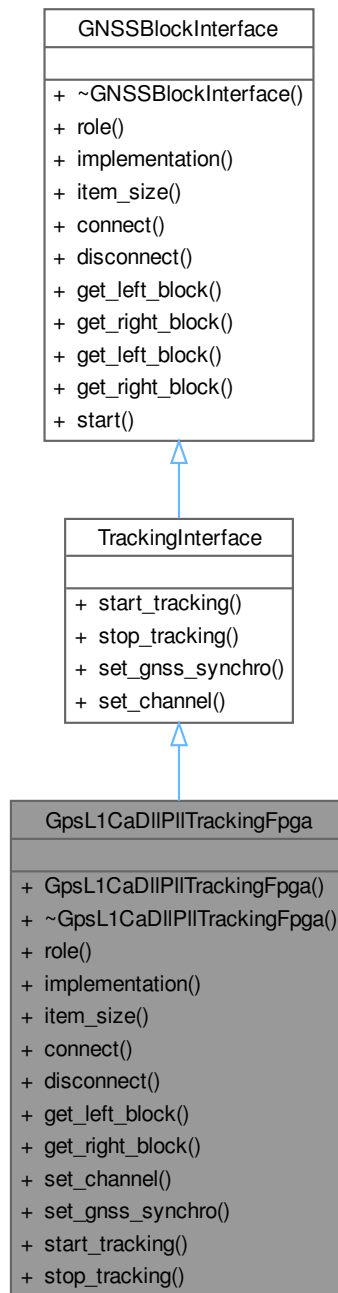 GNSSBlockInterface
+ ~GNSSBlockInterface()
+ role()
+ implementation()
+ item_size()
+ connect()
+ disconnect()
+ get_left_block()
+ get_right_block()
+ get_left_block()
+ get_right_block()
+ start()
TrackingInterface
+ start_tracking()
+ stop_tracking()
+ set_gnss_synchro()
+ set_channel()
GpsL1CaDllPllTrackingFpga
+ GpsL1CaDllPllTrackingFpga()
+ ~GpsL1CaDllPllTrackingFpga()
+ role()
+ implementation()
+ item_size()
+ connect()
+ disconnect()
+ get_left_block()
+ get_right_block()
+ set_channel()
+ set_gnss_synchro()
+ start_tracking()
+ stop_tracking()